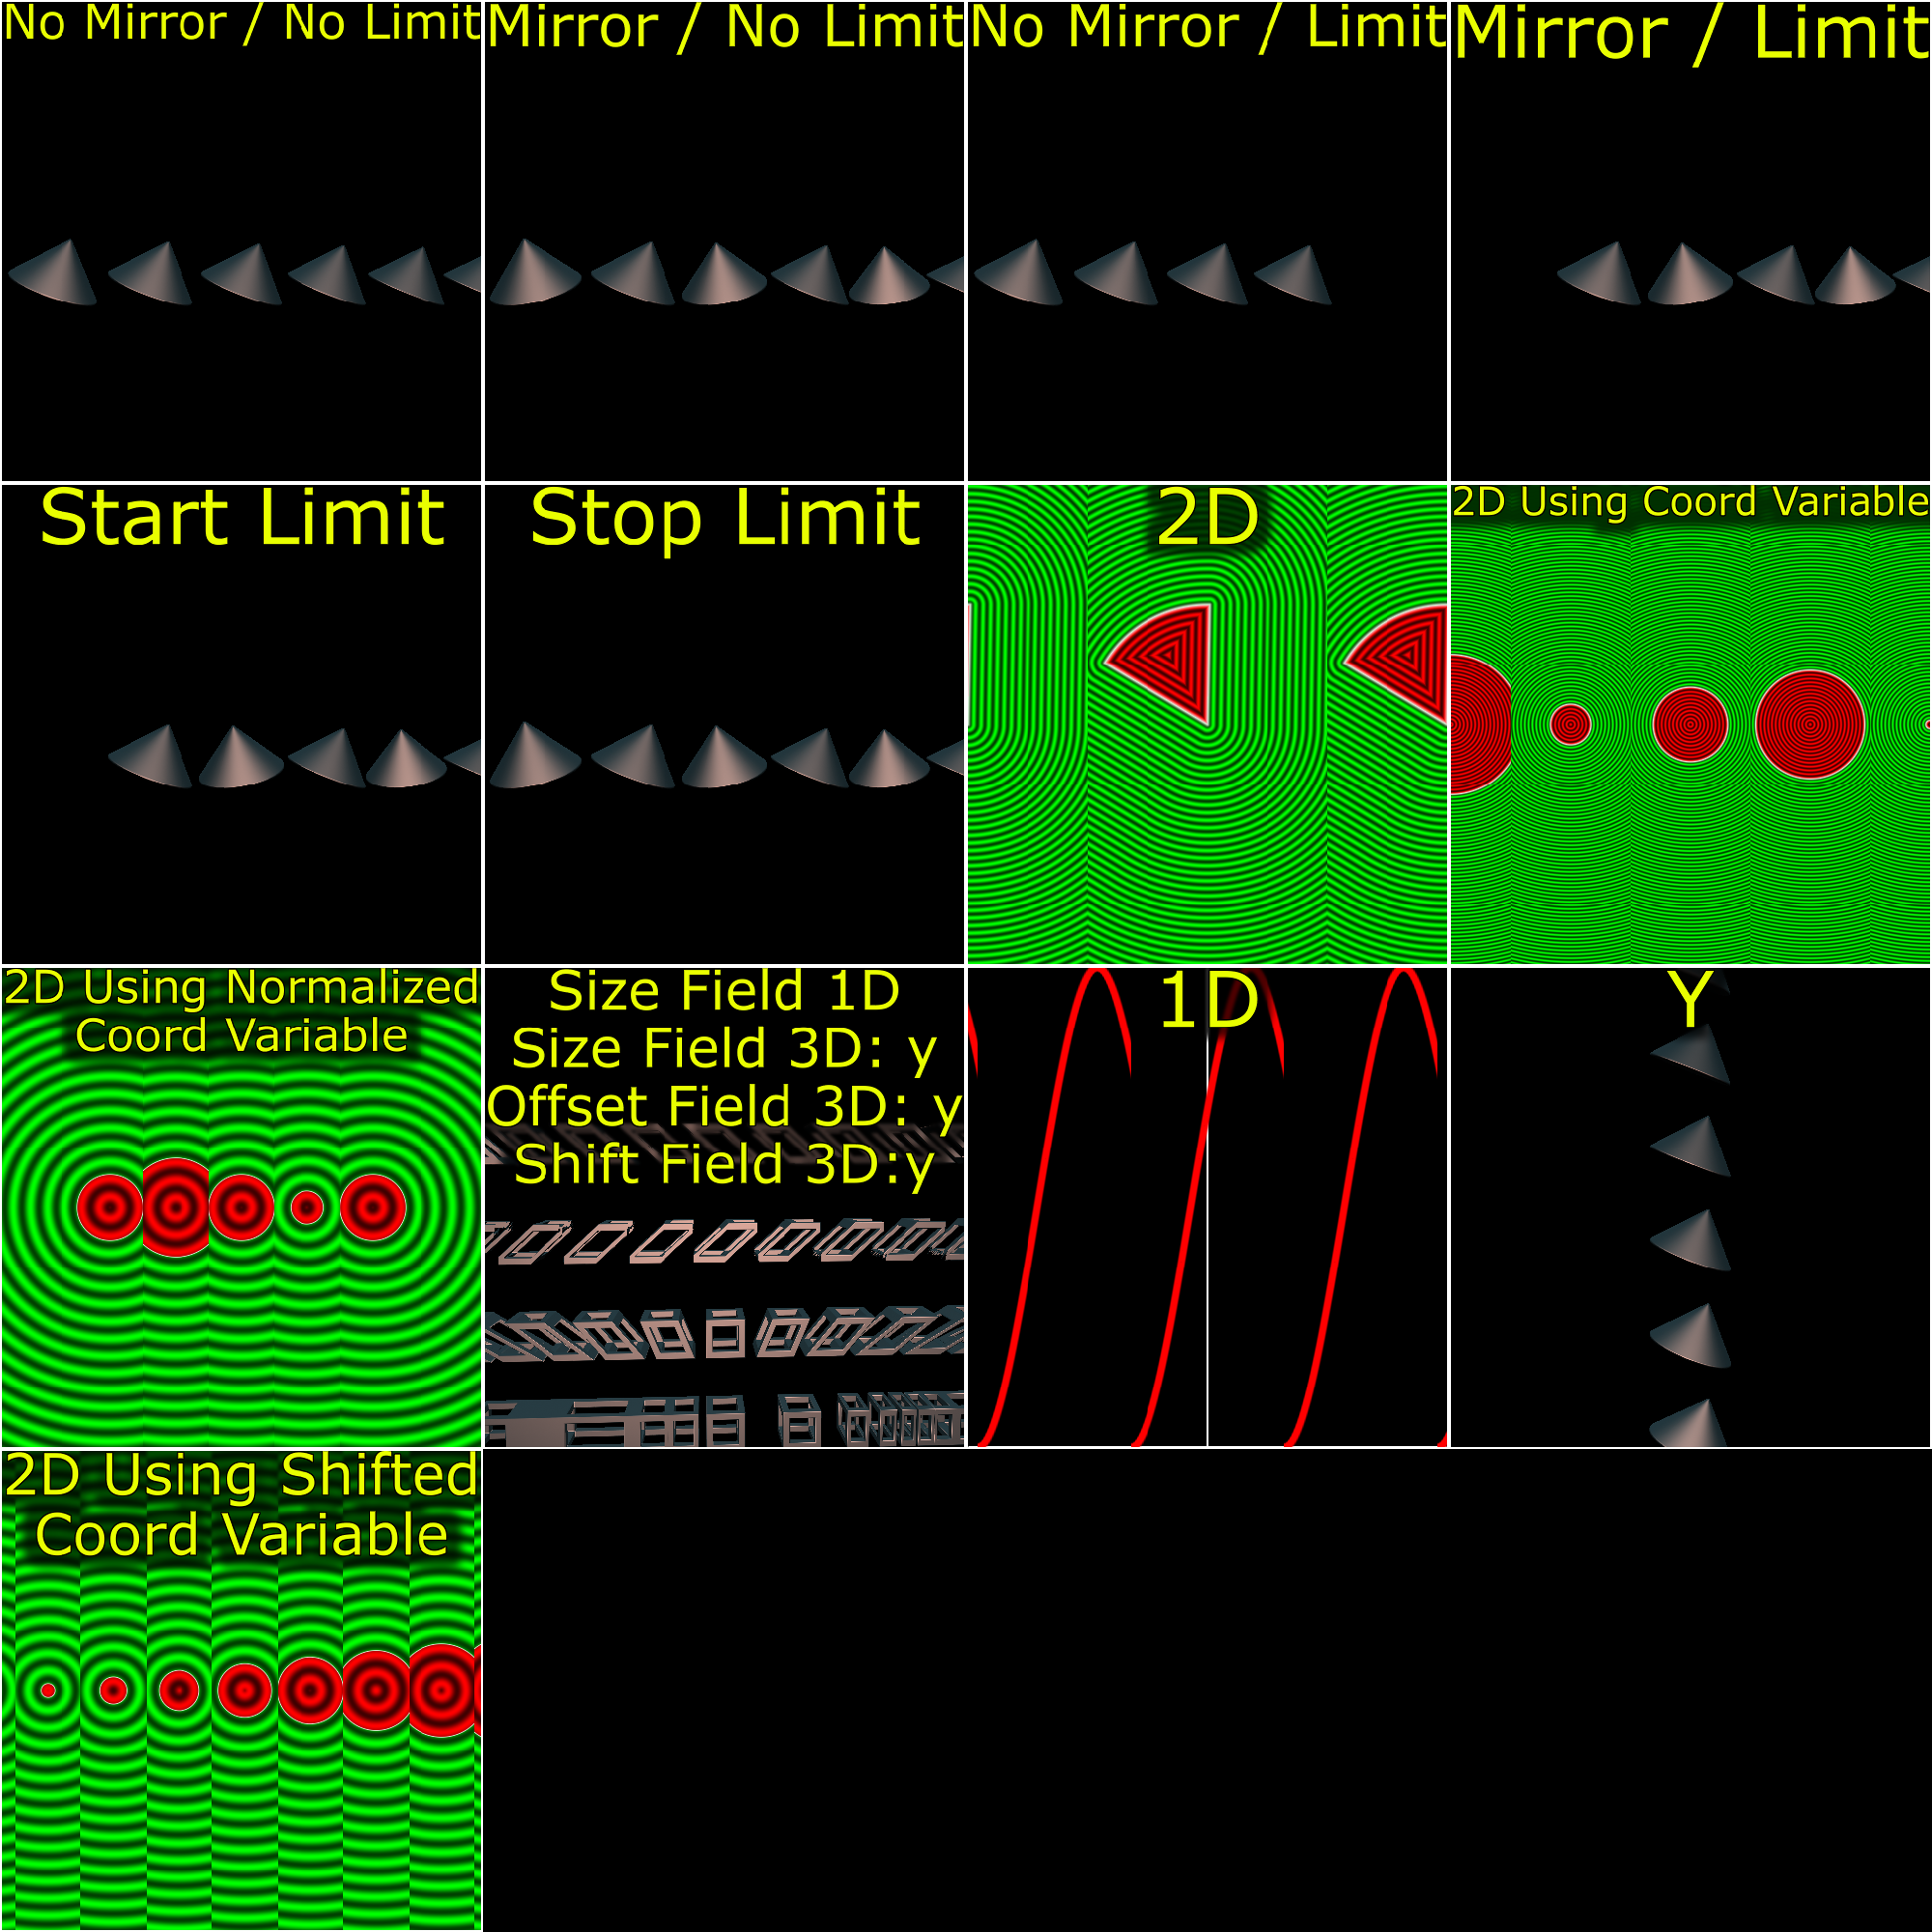 No Mirror / No Limit
Mirror / No Limit
No Mirror / Limit
Mirror / Limit
Start Limit
Stop Limit
2D
2D Using Coord Variable
2D Using Normalized
Coord Variable
Size Field 1D
Size Field 3D: y
Offset Field 3D: y
Shift Field 3D:y
1D
Y
2D Using Shifted
Coord Variable